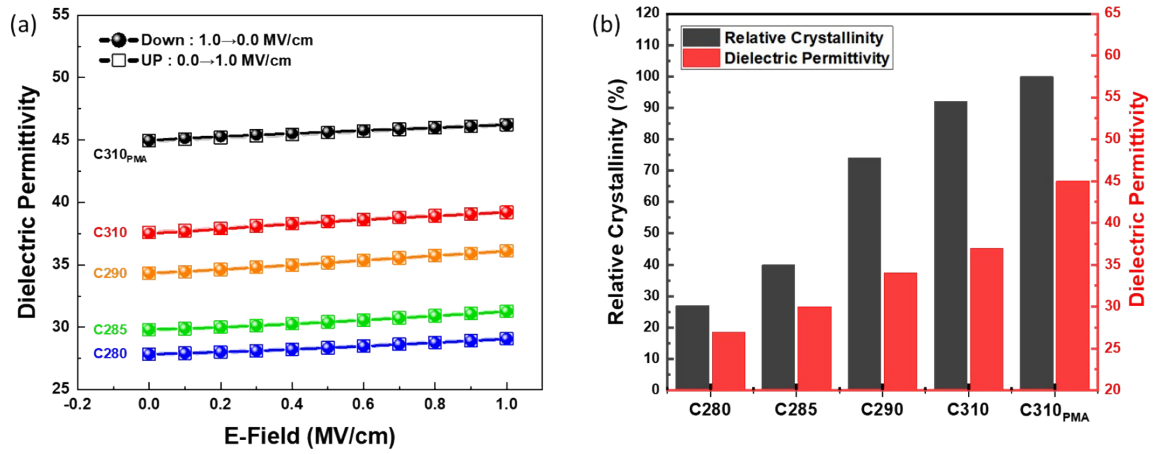 (a)
Dielectric Permittivity
55
50
45
40
35
30
25
Down : 1.0→0.0 MV/cm
UP : 0.0→1.0 MV/cm
C310PMA
C310
C290
C285
C280
-0.2 0.0 0.2 0.4 0.6 0.8 1.0
E-Field (MV/cm)
(b)
Relative Crystallinity (%)
120
110
100
90
80
70
60
50
40
30
20
10
0
Relative Crystallinity
Dielectric Permittivity
C280 C285 C290 C310 C310PMA
65
60
55
50
45
40
35
30
25
20
Dielectric Permittivity